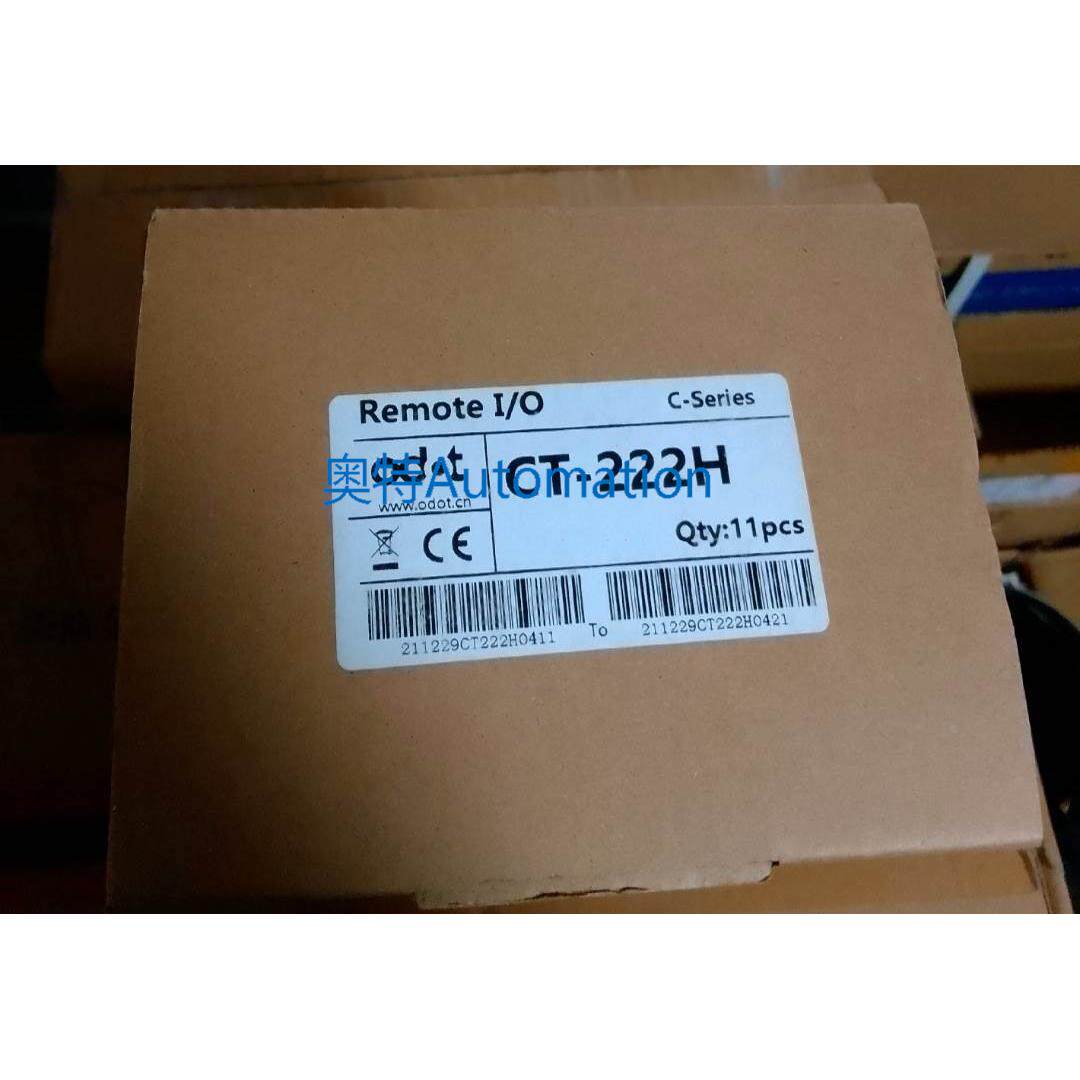 Remote I/O C-Series
odot CT-222H
奥特Automation
www.odot.cn
Qty:11pcs
CE
211229CT222H0411 To 211229CT222H0421